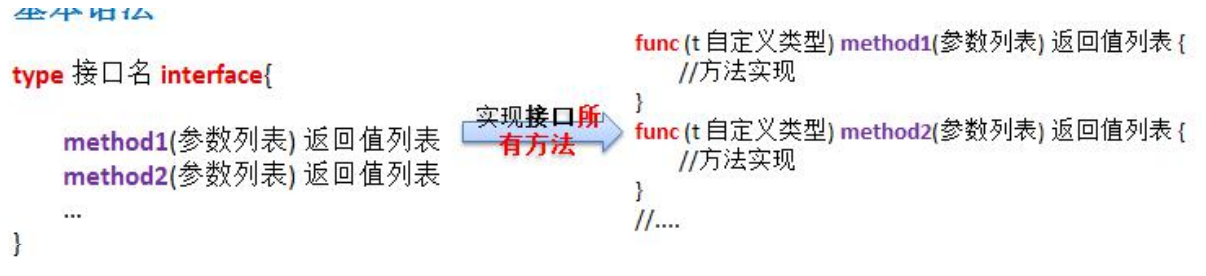 基本语法
type 接口名 interface{
method1(参数列表) 返回值列表
method2(参数列表) 返回值列表
...
}
实现接口所
有方法
func (t 自定义类型) method1(参数列表) 返回值列表 {
//方法实现
}
func (t 自定义类型) method2(参数列表) 返回值列表 {
//方法实现
}
//....